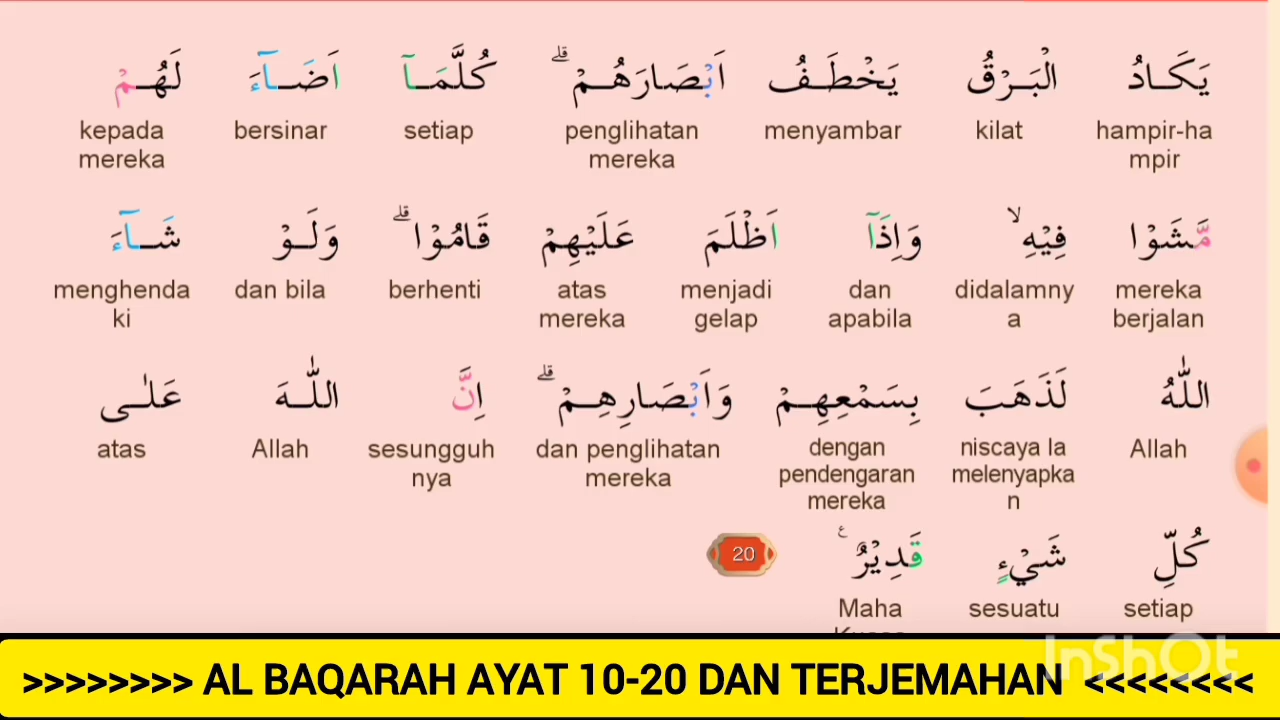 يَكَادُ الْبَرْقُ يَخْطَفُ اَبْصَارَهُمْ ۗ كُلَّمَآ اَضَاۤءَ لَهُمْ
hampir-ha kilat menyambar penglihatan setiap bersinar kepada
mpir mereka mereka
مَّشَوْا فِيْهِ ۙ وَاِذَآ اَظْلَمَ عَلَيْهِمْ قَامُوْا ۗ وَلَوْ شَاۤءَ
mereka didalamny dan menjadi atas berhenti dan bila menghenda
berjalan a apabila gelap mereka ki
اللّٰهُ لَذَهَبَ بِسَمْعِهِمْ وَاَبْصَارِهِمْ ۗ اِنَّ اللّٰهَ عَلٰى
Allah niscaya Ia dengan dan penglihatan sesungguh Allah atas
melenyapka pendengaran mereka nya
n mereka
كُلِّ شَيْءٍ قَدِيْرٌ ࣖ 20
setiap sesuatu Maha
>>>>>>>> AL BAQARAH AYAT 10-20 DAN TERJEMAHAN <<<<<<<<
InShOt